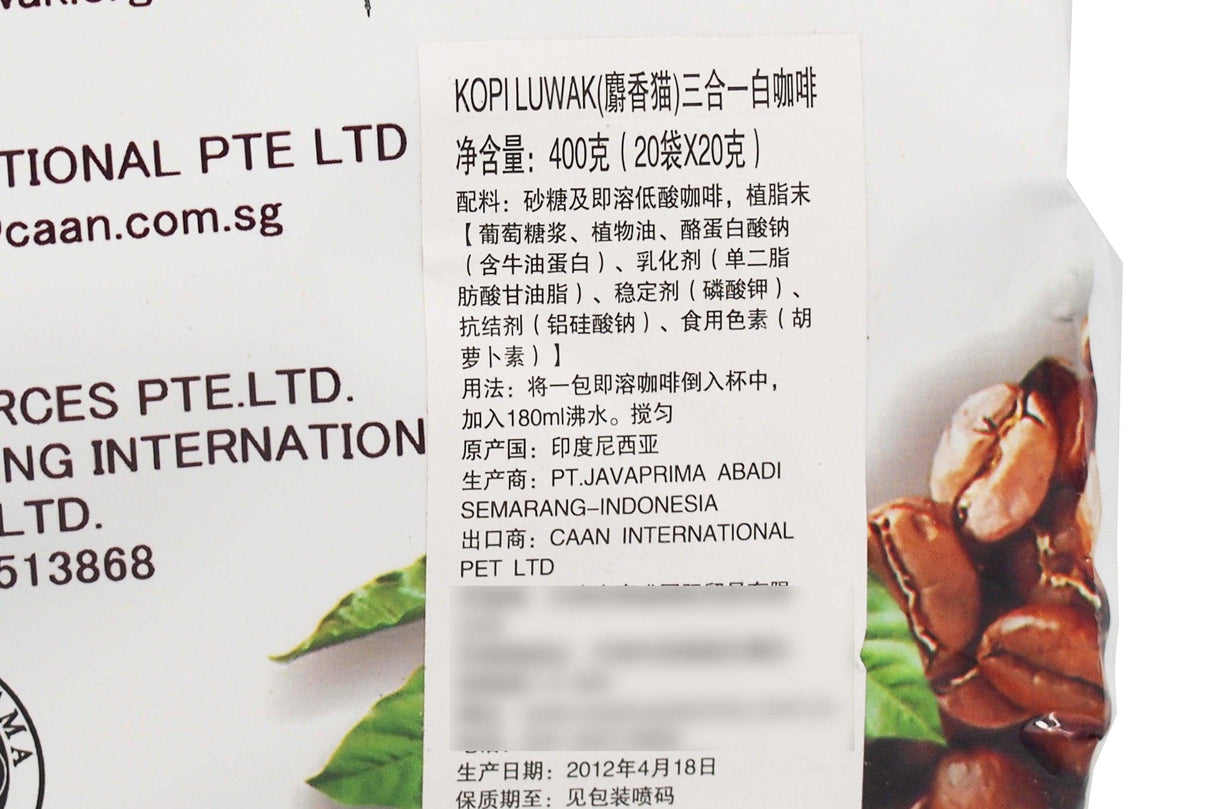 TIONAL PTE LTD
caan.com.sg
RCES PTE.LTD.
NG INTERNATION
LTD.
513868
MA
KOPI LUWAK(麝香猫)三合一白咖啡
净含量：400克（20袋X20克）
配料：砂糖及即溶低酸咖啡，植脂末
【葡萄糖浆、植物油、酪蛋白酸钠
（含牛油蛋白）、乳化剂（单二脂
肪酸甘油脂）、稳定剂（磷酸钾）、
抗结剂（铝硅酸钠）、食用色素（胡
萝卜素）】
用法：将一包即溶咖啡倒入杯中，
加入180ml沸水。搅匀
原产国：印度尼西亚
生产商：PT.JAVAPRIMA ABADI
SEMARANG-INDONESIA
出口商：CAAN INTERNATIONAL
PET LTD
生产日期：2012年4月18日
保质期至：见包装喷码